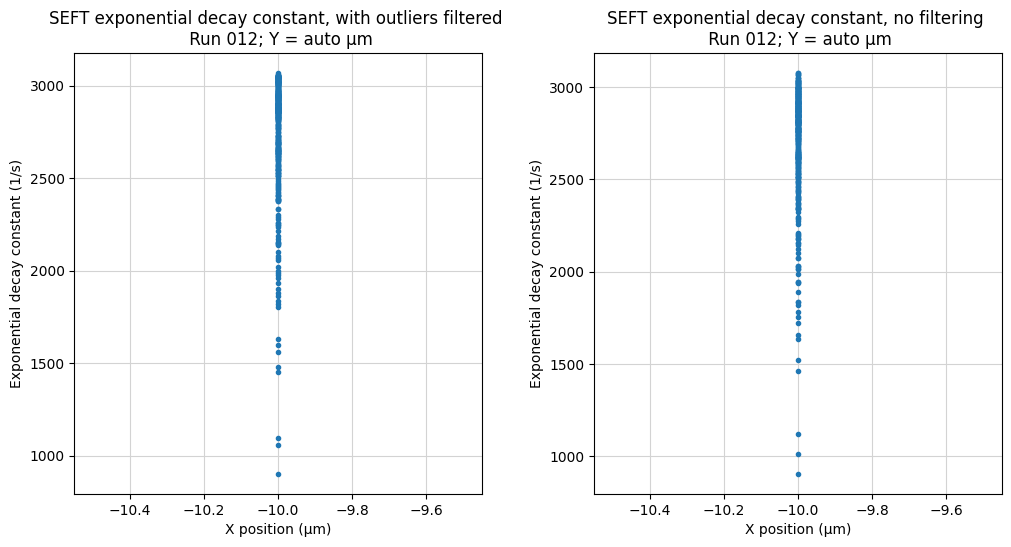 SEFT exponential decay constant, with outliers filtered
Run 012; Y = auto μm
Exponential decay constant (1/s)
3000
2500
2000
1500
1000
−10.4
−10.2
−10.0
−9.8
−9.6
X position (μm)
SEFT exponential decay constant, no filtering
Run 012; Y = auto μm
Exponential decay constant (1/s)
3000
2500
2000
1500
1000
−10.4
−10.2
−10.0
−9.8
−9.6
X position (μm)